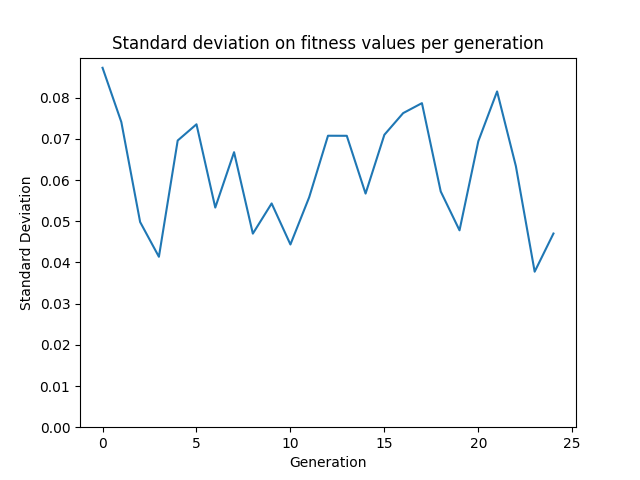 Standard deviation on fitness values per generation
0.08
0.07
0.06
0.05
0.04
0.03
0.02
0.01
0.00
Standard Deviation
0 5 10 15 20 25
Generation